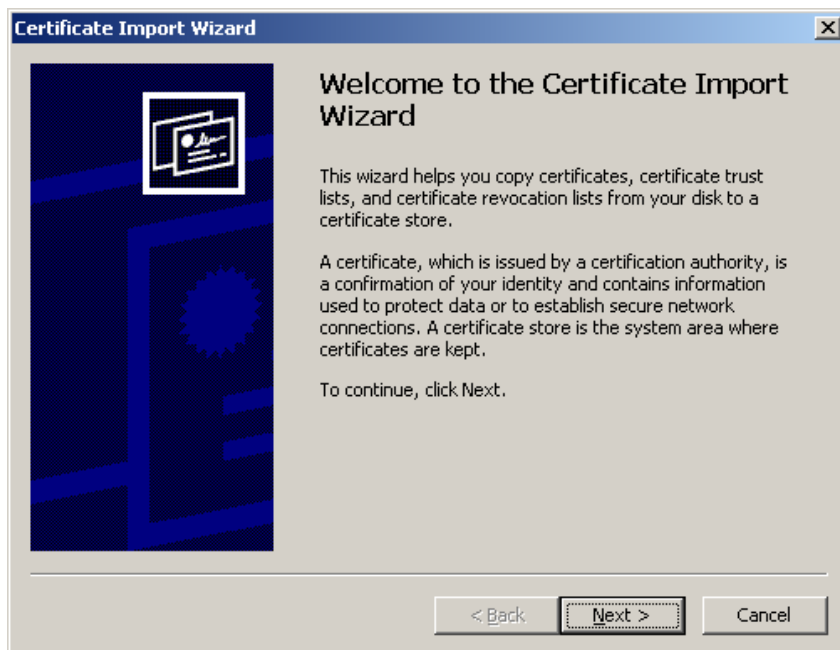 Certificate Import Wizard
Welcome to the Certificate Import
Wizard
This wizard helps you copy certificates, certificate trust
lists, and certificate revocation lists from your disk to a
certificate store.
A certificate, which is issued by a certification authority, is
a confirmation of your identity and contains information
used to protect data or to establish secure network
connections. A certificate store is the system area where
certificates are kept.
To continue, click Next.
< Back Next > Cancel